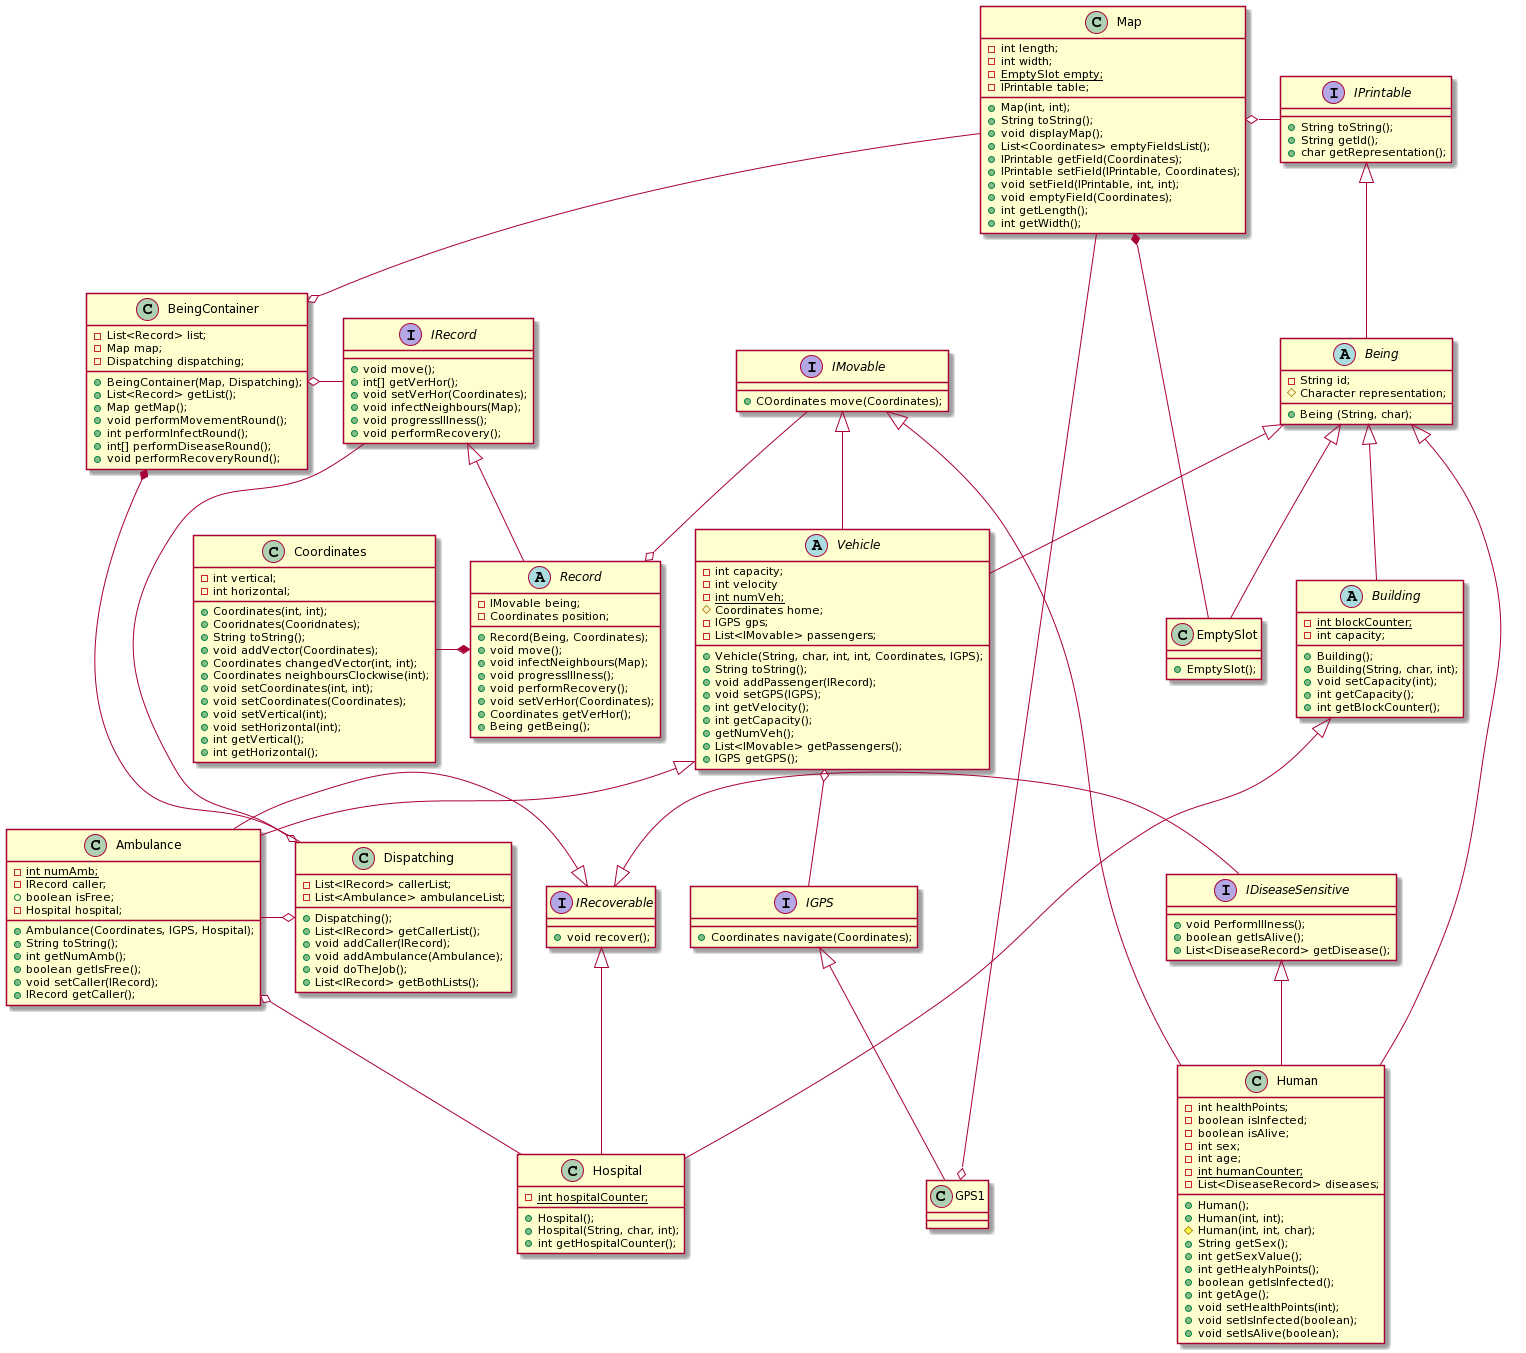 C Map
int length;
int width;
EmptySlot empty;
IPrintable table;
Map(int, int);
String toString();
void displayMap();
List<Coordinates> emptyFieldsList();
IPrintable getField(Coordinates);
IPrintable setField(IPrintable, Coordinates);
void setField(IPrintable, int, int);
void emptyField(Coordinates);
int getLength();
int getWidth();
I IPrintable
String toString();
String getId();
char getRepresentation();
C BeingContainer
List<Record> list;
Map map;
Dispatching dispatching;
BeingContainer(Map, Dispatching);
List<Record> getList();
Map getMap();
void performMovementRound();
int performInfectRound();
int[] performDiseaseRound();
void performRecoveryRound();
I IRecord
void move();
int[] getVerHor();
void setVerHor(Coordinates);
void infectNeighbours(Map);
void progressIllness();
void performRecovery();
I IMovable
COordinates move(Coordinates);
A Being
String id;
Character representation;
Being (String, char);
C Coordinates
int vertical;
int horizontal;
Coordinates(int, int);
Cooridnates(Cooridnates);
String toString();
void addVector(Coordinates);
Coordinates changedVector(int, int);
Coordinates neighboursClockwise(int);
void setCoordinates(int, int);
void setCoordinates(Coordinates);
void setVertical(int);
void setHorizontal(int);
int getVertical();
int getHorizontal();
A Record
IMovable being;
Coordinates position;
Record(Being, Coordinates);
void move();
void infectNeighbours(Map);
void progressIllness();
void performRecovery();
void setVerHor(Coordinates);
Coordinates getVerHor();
Being getBeing();
A Vehicle
int capacity;
int velocity
int numVeh;
Coordinates home;
IGPS gps;
List<IMovable> passengers;
Vehicle(String, char, int, int, Coordinates, IGPS);
String toString();
void addPassenger(IRecord);
void setGPS(IGPS);
int getVelocity();
int getCapacity();
getNumVeh();
List<IMovable> getPassengers();
IGPS getGPS();
C EmptySlot
EmptySlot();
A Building
int blockCounter;
int capacity;
Building();
Building(String, char, int);
void setCapacity(int);
int getCapacity();
int getBlockCounter();
C Ambulance
int numAmb;
IRecord caller;
boolean isFree;
Hospital hospital;
Ambulance(Coordinates, IGPS, Hospital);
String toString();
int getNumAmb();
boolean getIsFree();
void setCaller(IRecord);
IRecord getCaller();
C Dispatching
List<IRecord> callerList;
List<Ambulance> ambulanceList;
Dispatching();
List<IRecord> getCallerList();
void addCaller(IRecord);
void addAmbulance(Ambulance);
void doTheJob();
List<IRecord> getBothLists();
I IRecoverable
void recover();
I IGPS
Coordinates navigate(Coordinates);
I IDiseaseSensitive
void PerformIllness();
boolean getIsAlive();
List<DiseaseRecord> getDisease();
C Hospital
int hospitalCounter;
Hospital();
Hospital(String, char, int);
int getHospitalCounter();
C GPS1
C Human
int healthPoints;
boolean isInfected;
boolean isAlive;
int sex;
int age;
int humanCounter;
List<DiseaseRecord> diseases;
Human();
Human(int, int);
Human(int, int, char);
String getSex();
int getSexValue();
int getHealyhPoints();
boolean getIsInfected();
int getAge();
void setHealthPoints(int);
void setIsInfected(boolean);
void setIsAlive(boolean);